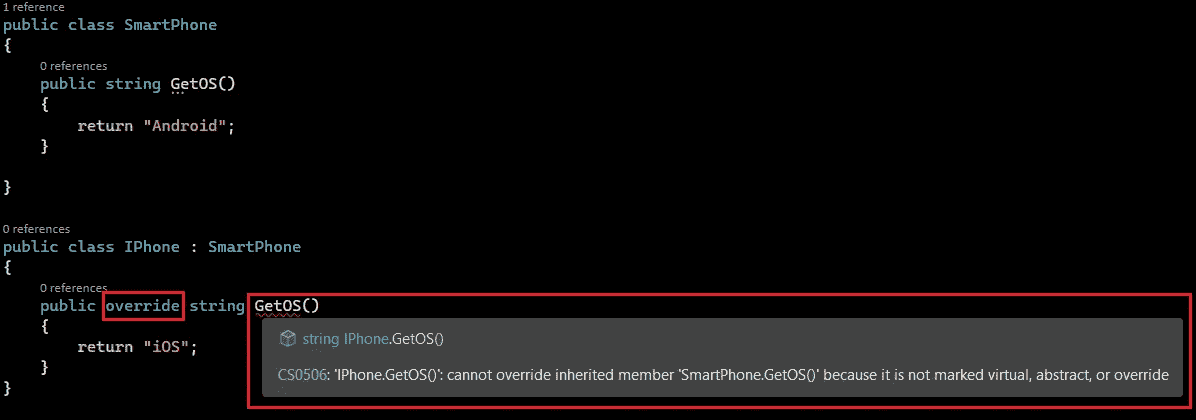 1 reference
public class SmartPhone
{
0 references
public string GetOS()
{
return "Android";
}
}
0 references
public class IPhone : SmartPhone
{
0 references
public override string GetOS()
{
string IPhone.GetOS()
return "iOS";
}
CS0506: 'IPhone.GetOS()': cannot override inherited member 'SmartPhone.GetOS()' because it is not marked virtual, abstract, or override
}